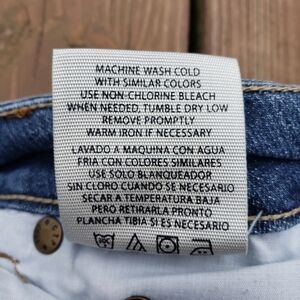 MACHINE WASH COLD
WITH SIMILAR COLORS
USE NON-CHLORINE BLEACH
WHEN NEEDED, TUMBLE DRY LOW
REMOVE PROMPTLY
WARM IRON IF NECESSARY
LAVADO A MAQUINA CON AGUA
FRIA CON COLORES SIMILARES
USE SOLO BLANQUEADOR
SIN CLORO CUANDO SE NECESARIO
SECAR A TEMPERATURA BAJA
PERO RETIRARLA PRONTO
PLANCHA TIBIA SI ES NECESARIO